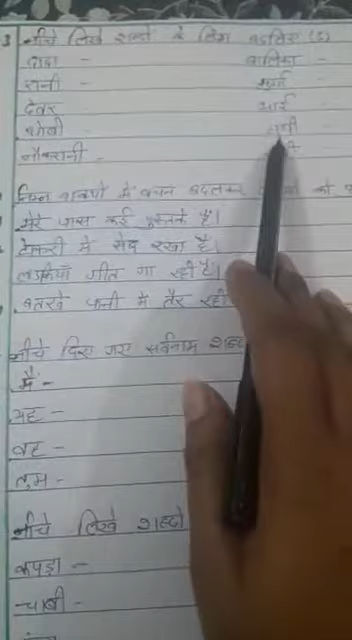 3 नीचे लिखे शब्दो के लिंग बदलिए (5)
दादा - बालिका -
रानी - मुर्गा
देवर भाई
धोबी -
नौकरानी -
निम्न वाक्यो में वचन बदलकर को
मेरे पास कई पुस्तके है।
टोकरी में सेब रखा है।
लड़कियाँ गीत गा रही है।
बतखे पानी में तैर रही
नीचे दिए गए सर्वनाम शब्द
मैं -
यह -
वह -
तुम -
नीचे लिखे शब्दो
कपड़ा -
चाबी -